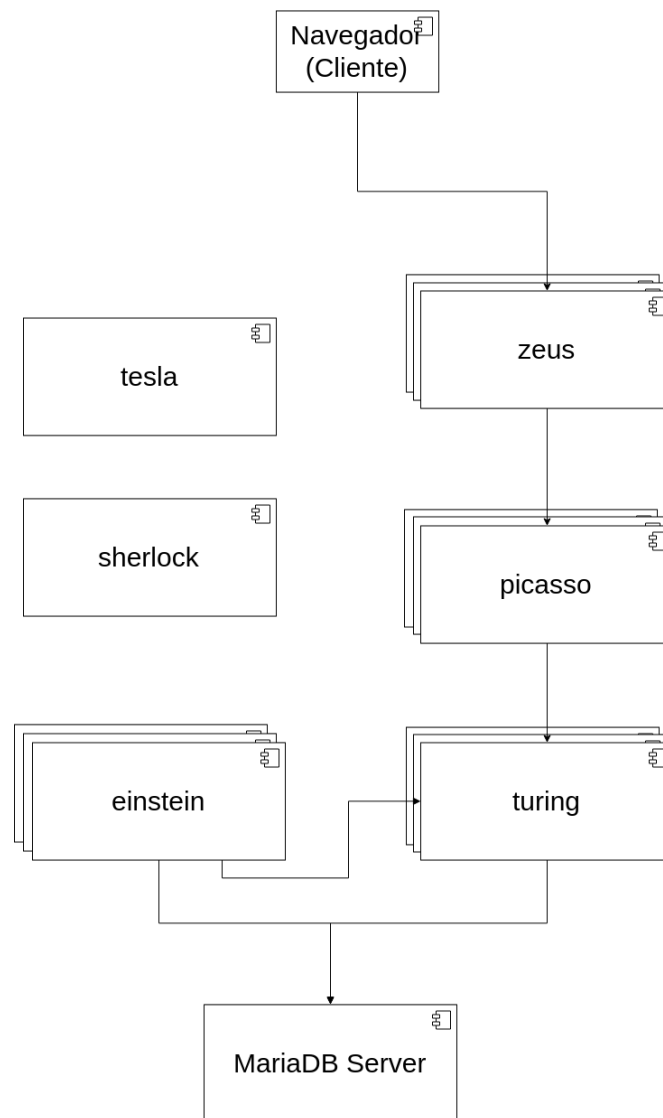 Navegador
(Cliente)
zeus
tesla
sherlock
picasso
einstein
turing
MariaDB Server